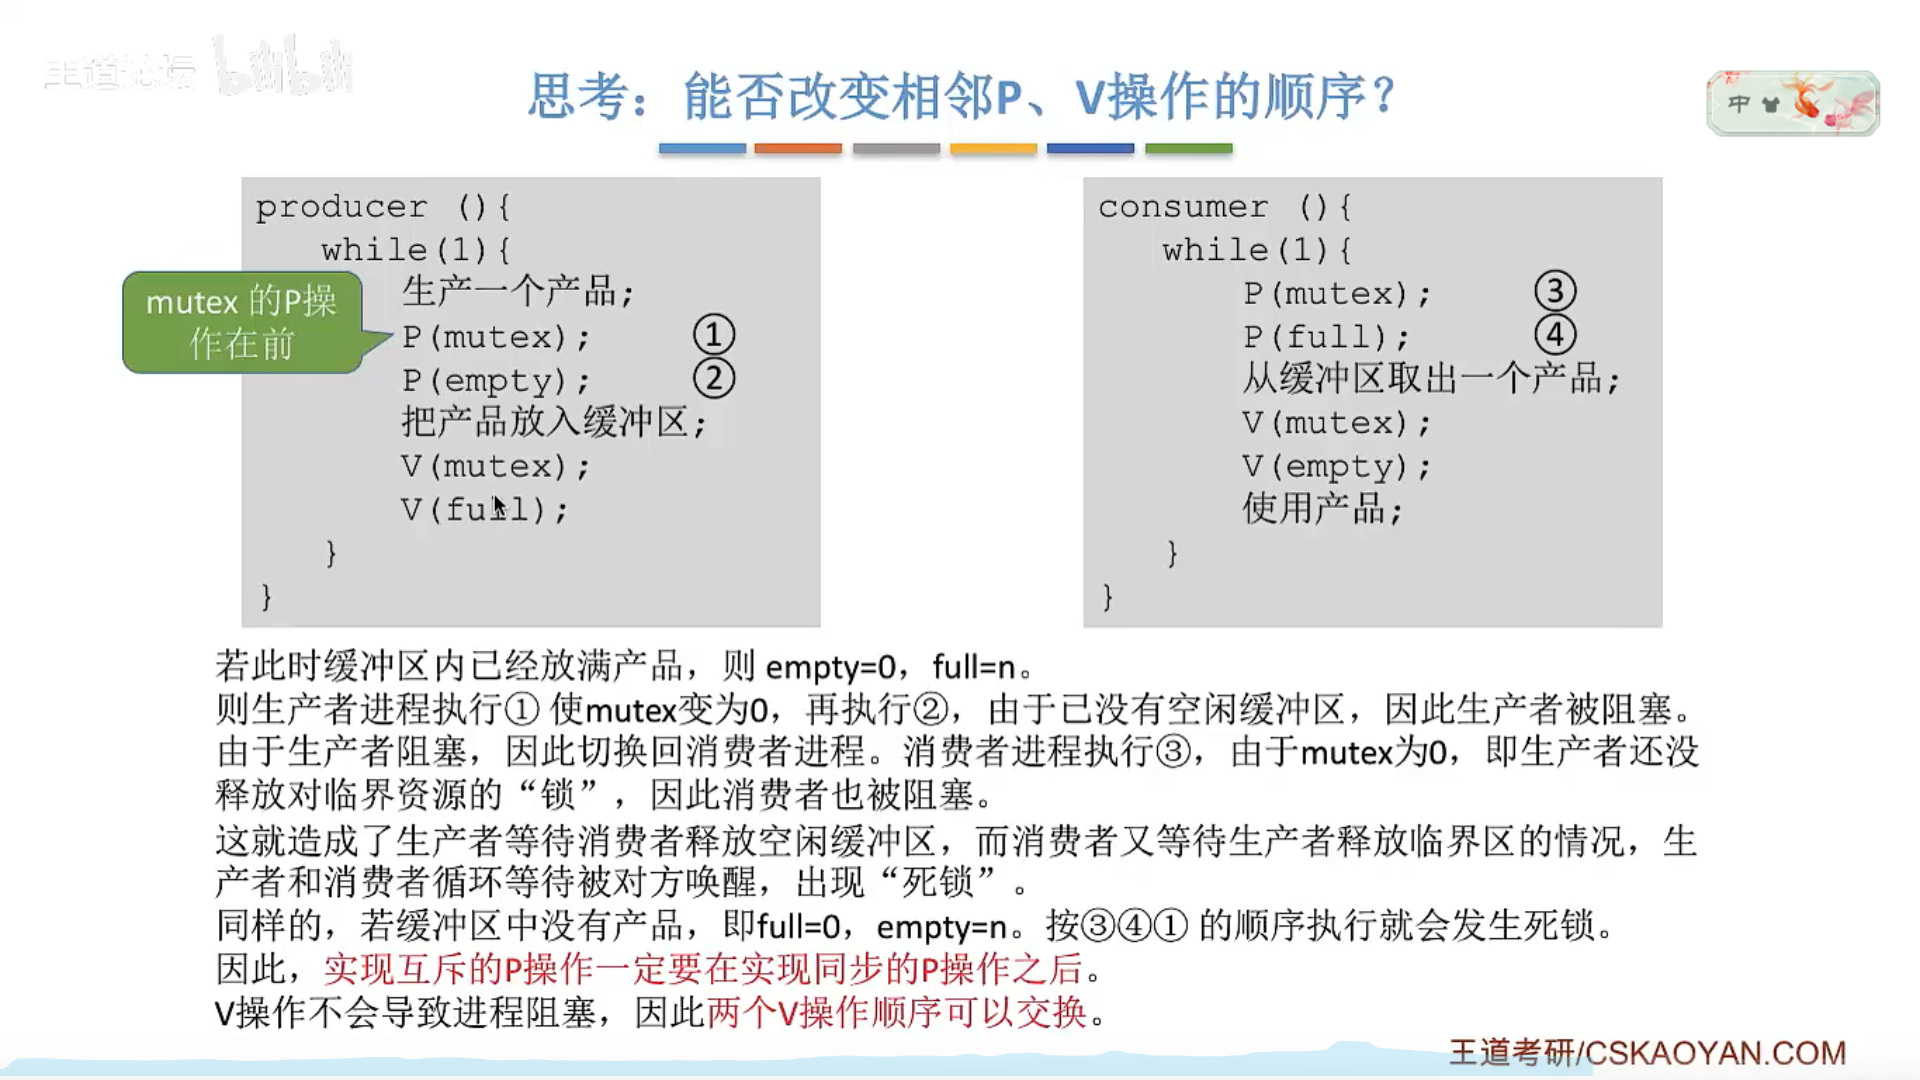 王道论坛 bilibili
思考：能否改变相邻P、V操作的顺序？
中
producer (){
while(1){
生产一个产品;
P(mutex); ①
P(empty); ②
把产品放入缓冲区;
V(mutex);
V(full);
}
}
mutex 的P操
作在前
consumer (){
while(1){
P(mutex); ③
P(full); ④
从缓冲区取出一个产品;
V(mutex);
V(empty);
使用产品;
}
}
若此时缓冲区内已经放满产品，则 empty=0，full=n。
则生产者进程执行① 使mutex变为0，再执行②，由于已没有空闲缓冲区，因此生产者被阻塞。
由于生产者阻塞，因此切换回消费者进程。消费者进程执行③，由于mutex为0，即生产者还没
释放对临界资源的“锁”，因此消费者也被阻塞。
这就造成了生产者等待消费者释放空闲缓冲区，而消费者又等待生产者释放临界区的情况，生
产者和消费者循环等待被对方唤醒，出现“死锁”。
同样的，若缓冲区中没有产品，即full=0，empty=n。按③④① 的顺序执行就会发生死锁。
因此，实现互斥的P操作一定要在实现同步的P操作之后。
V操作不会导致进程阻塞，因此两个V操作顺序可以交换。
王道考研/CSKAOYAN.COM